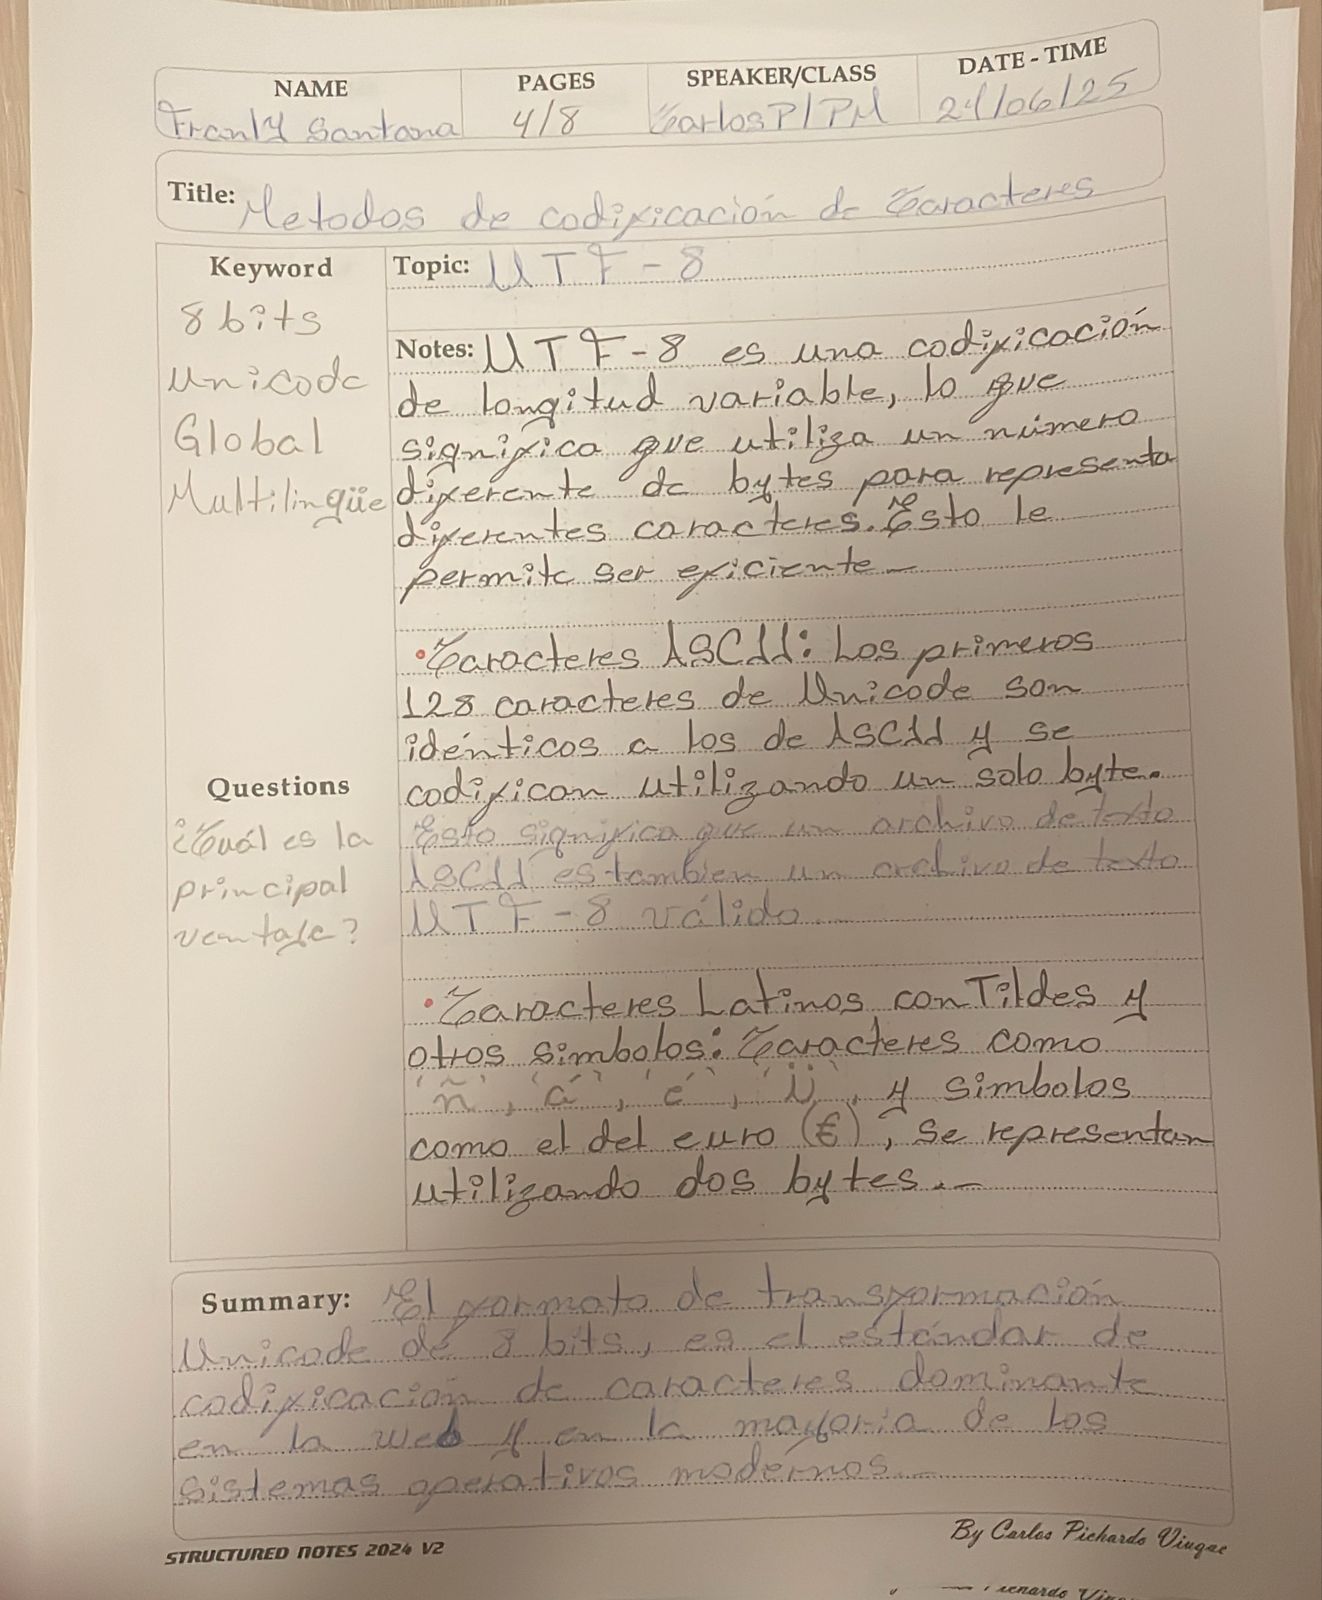 NAME PAGES SPEAKER/CLASS DATE - TIME
Franly Santana 4/8 Carlos P/PM 24/06/25
Title: Metodos de codificación de Caracteres
Keyword
8 bits
Unicode
Global
Multilingüe
Questions
¿Cuál es la
principal
ventaja?
Topic: UTF-8
Notes: UTF-8 es una codificación
de longitud variable, lo que
significa que utiliza un número
diferente de bytes para representa
diferentes caracteres. Esto le
permite ser eficiente_
• Caracteres ASCII: Los primeros
128 caracteres de Unicode son
idénticos a los de ASCII y se
codifican utilizando un solo byte.
Esto significa que un archivo de texto
ASCII es tambien un archivo de texto
UTF-8 válido_
• Caracteres Latinos con Tildes y
otros simbolos: Caracteres como
'ñ', 'á', 'é', 'ü', y simbolos
como el del euro (€), se representan
utilizando dos bytes._
Summary: El formato de transformación
Unicode de 8 bits, es el estándar de
codificación de caracteres dominante
en la web y en la mayoria de los
sistemas operativos modernos_
STRUCTURED NOTES 2024 V2 By Carlos Pichardo Viuque